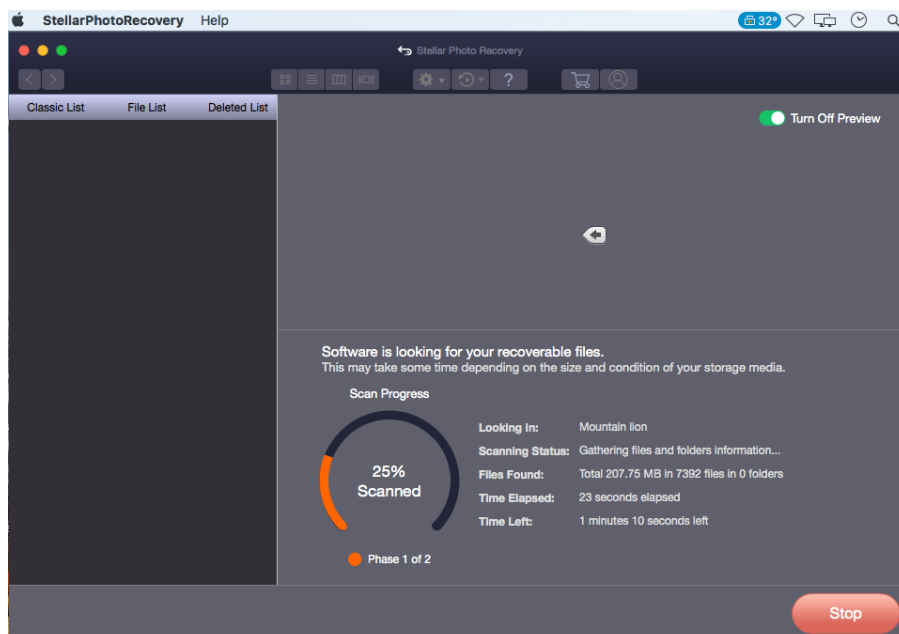 StellarPhotoRecovery Help 32°
Stellar Photo Recovery
?
Classic List File List Deleted List
Turn Off Preview
Software is looking for your recoverable files.
This may take some time depending on the size and condition of your storage media.
Scan Progress
25%
Scanned
Phase 1 of 2
Looking In: Mountain lion
Scanning Status: Gathering files and folders information...
Files Found: Total 207.75 MB in 7392 files in 0 folders
Time Elapsed: 23 seconds elapsed
Time Left: 1 minutes 10 seconds left
Stop